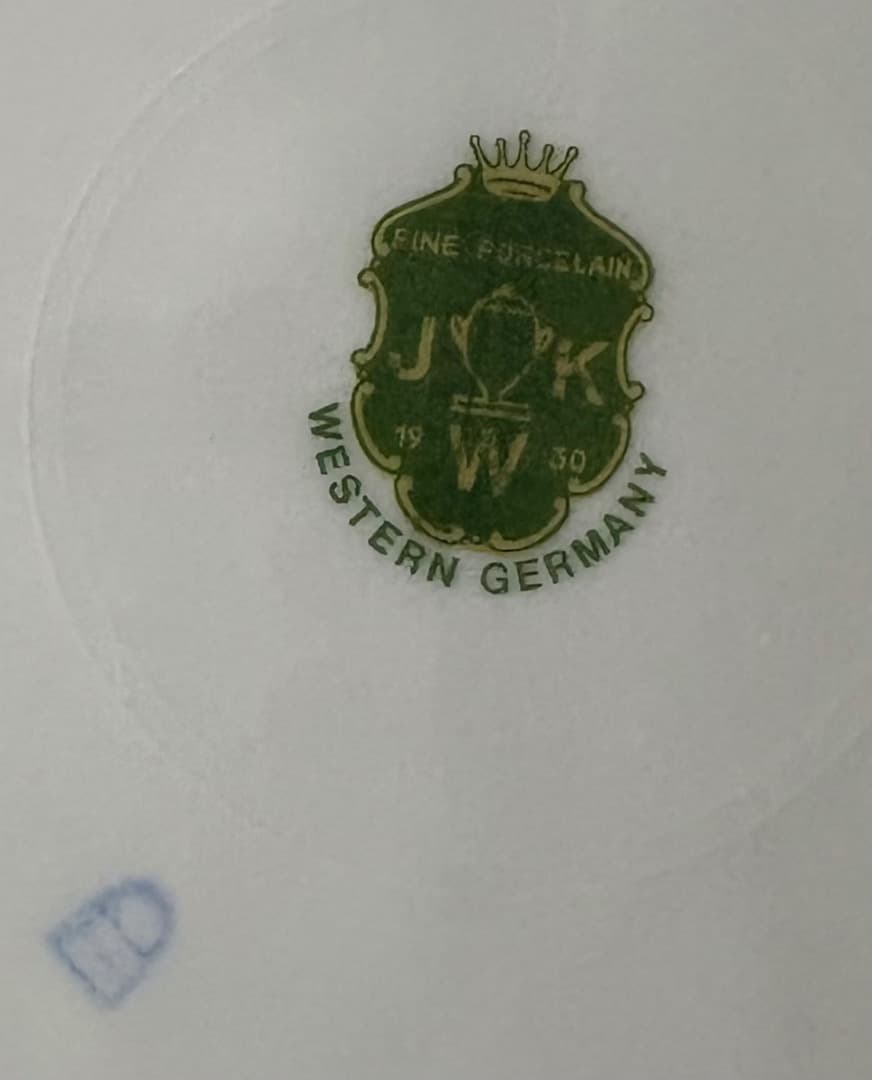 FINE PORCELAIN
J K
19 W 30
WESTERN GERMANY